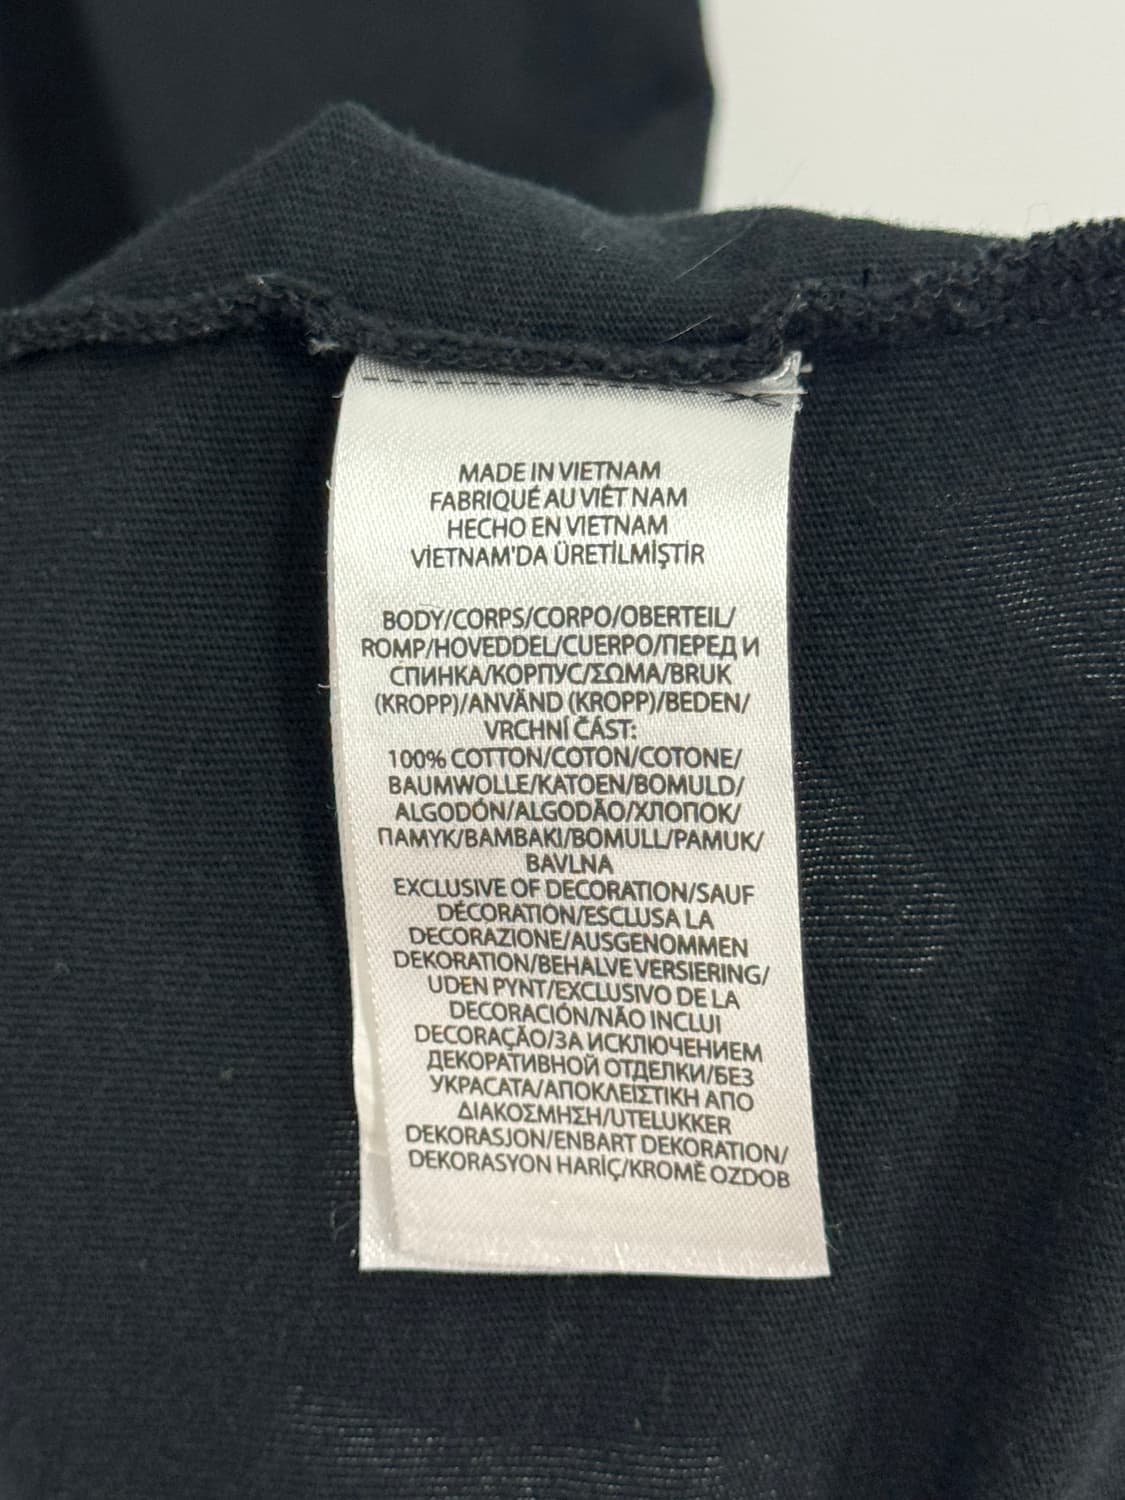 MADE IN VIETNAM
FABRIQUÉ AU VIÊT NAM
HECHO EN VIETNAM
VİETNAM'DA ÜRETİLMİŞTİR
BODY/CORPS/CORPO/OBERTEIL/
ROMP/HOVEDDEL/CUERPO/ПЕРЕД И
СПИНКА/КОРПУС/ΣΩΜΑ/BRUK
(KROPP)/ANVÄND (KROPP)/BEDEN/
VRCHNÍ ČÁST:
100% COTTON/COTON/COTONE/
BAUMWOLLE/KATOEN/BOMULD/
ALGODÓN/ALGODÃO/ХЛОПОК/
ПАМУК/ΒΑΜΒΑΚΙ/BOMULL/PAMUK/
BAVLNA
EXCLUSIVE OF DECORATION/SAUF
DÉCORATION/ESCLUSA LA
DECORAZIONE/AUSGENOMMEN
DEKORATION/BEHALVE VERSIERING/
UDEN PYNT/EXCLUSIVO DE LA
DECORACIÓN/NÃO INCLUI
DECORAÇÃO/ЗА ИСКЛЮЧЕНИЕМ
ДЕКОРАТИВНОЙ ОТДЕЛКИ/БЕЗ
УКРАСАТА/ΑΠΟΚΛΕΙΣΤΙΚΗ ΑΠΟ
ΔΙΑΚΟΣΜΗΣΗ/UTELUKKER
DEKORASJON/ENBART DEKORATION/
DEKORASYON HARİÇ/KROMĚ OZDOB